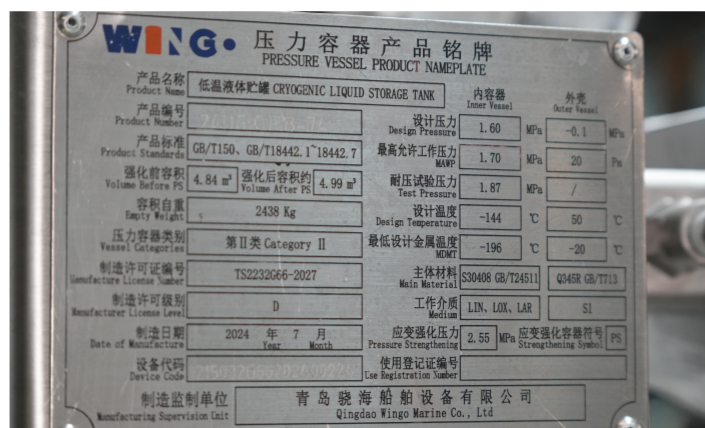 WINGO
压力容器产品铭牌
PRESSURE VESSEL PRODUCT NAMEPLATE
产品名称 低温液体贮罐 CRYOGENIC LIQUID STORAGE TANK
Product Name
内容器 外壳
Inner Vessel Outer Vessel
产品编号
Product Number
设计压力 1.60 MPa -0.1 MPa
Design Pressure
产品标准 GB/T150、GB/T18442.1~18442.7
Product Standards
最高允许工作压力 1.70 MPa 20 Pa
MAWP
强化前容积 4.84 m³ 强化后容积约 4.99 m³
Volume Before PS Volume After PS
耐压试验压力 1.87 MPa /
Test Pressure
容积自重 2438 Kg
Empty Weight
设计温度 -144 ℃ 50 ℃
Design Temperature
压力容器类别 第Ⅱ类 Category Ⅱ
Vessel Categories
最低设计金属温度 -196 ℃ -20 ℃
MDMT
制造许可证编号 TS2232G66-2027
Manufacture License Number
主体材料 S30408 GB/T24511 Q345R GB/T713
Main Material
制造许可级别 D
Manufacturer License Level
工作介质 LIN、LOX、LAR S1
Medium
制造日期 2024 年 7 月
Date of Manufacture Year Month
应变强化压力 2.55 MPa 应变强化容器符号 PS
Pressure Strengthening Strengthening Symbol
设备代码
Device Code
使用登记证编号
Use Registration Number
制造监制单位 青岛骁海船舶设备有限公司
Manufacturing Supervision Unit Qingdao Wingo Marine Co., Ltd